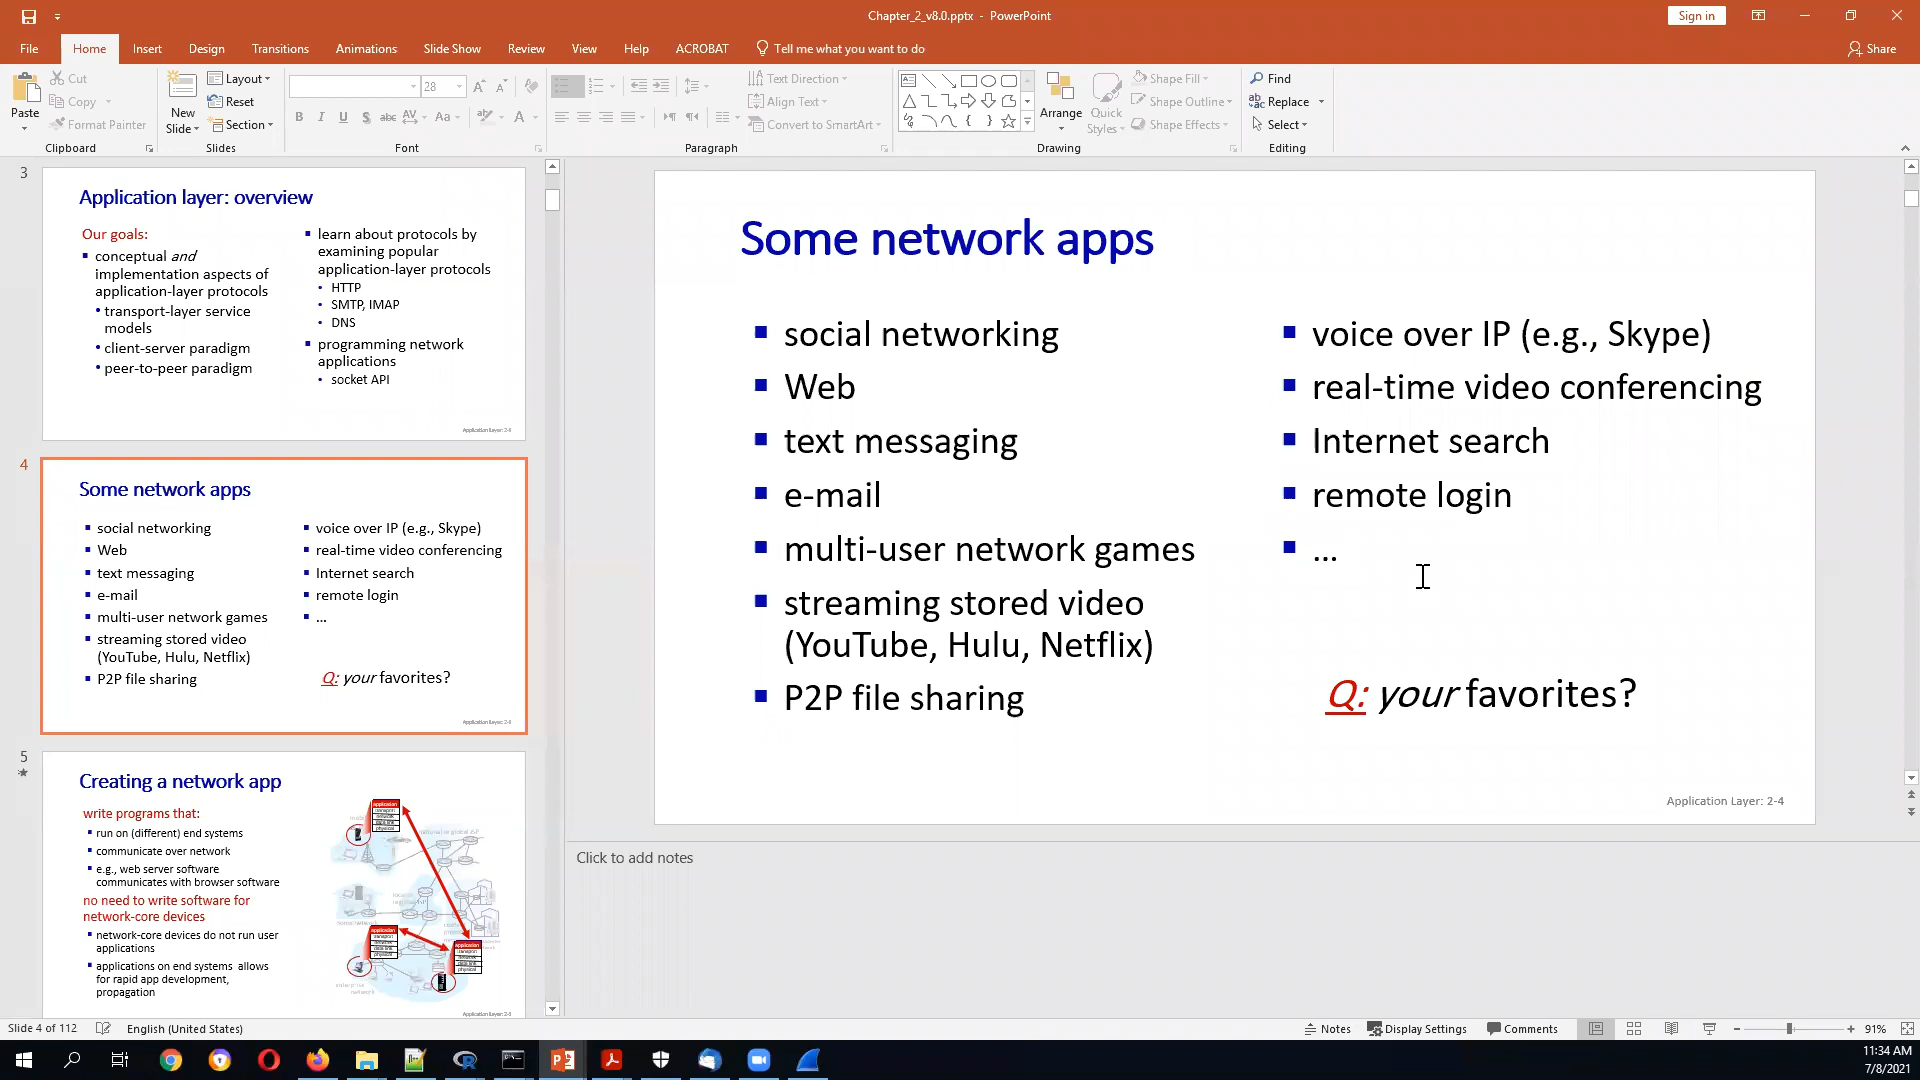 Chapter_2_v8.0.pptx - PowerPoint
Sign in
File Home Insert Design Transitions Animations Slide Show Review View Help ACROBAT Tell me what you want to do Share
Cut
Copy
Format Painter
Paste
Clipboard
New
Slide
Layout
Reset
Section
Slides
28
B I U S abc AV Aa A
Font
Text Direction
Align Text
Convert to SmartArt
Paragraph
Arrange
Quick
Styles
Shape Fill
Shape Outline
Shape Effects
Drawing
Find
Replace
Select
Editing
3
Application layer: overview
Our goals:
conceptual and
implementation aspects of
application-layer protocols
• transport-layer service
models
• client-server paradigm
• peer-to-peer paradigm
learn about protocols by
examining popular
application-layer protocols
• HTTP
• SMTP, IMAP
• DNS
programming network
applications
• socket API
4
Some network apps
social networking
Web
text messaging
e-mail
multi-user network games
streaming stored video
(YouTube, Hulu, Netflix)
P2P file sharing
voice over IP (e.g., Skype)
real-time video conferencing
Internet search
remote login
...
Q: your favorites?
5
Creating a network app
write programs that:
run on (different) end systems
communicate over network
e.g., web server software
communicates with browser software
no need to write software for
network-core devices
network-core devices do not run user
applications
applications on end systems allows
for rapid app development,
propagation
Some network apps
social networking
Web
text messaging
e-mail
multi-user network games
streaming stored video
(YouTube, Hulu, Netflix)
P2P file sharing
voice over IP (e.g., Skype)
real-time video conferencing
Internet search
remote login
...
Q: your favorites?
Application Layer: 2-4
Click to add notes
Slide 4 of 112 English (United States) Notes Display Settings Comments 91%
11:34 AM
7/8/2021